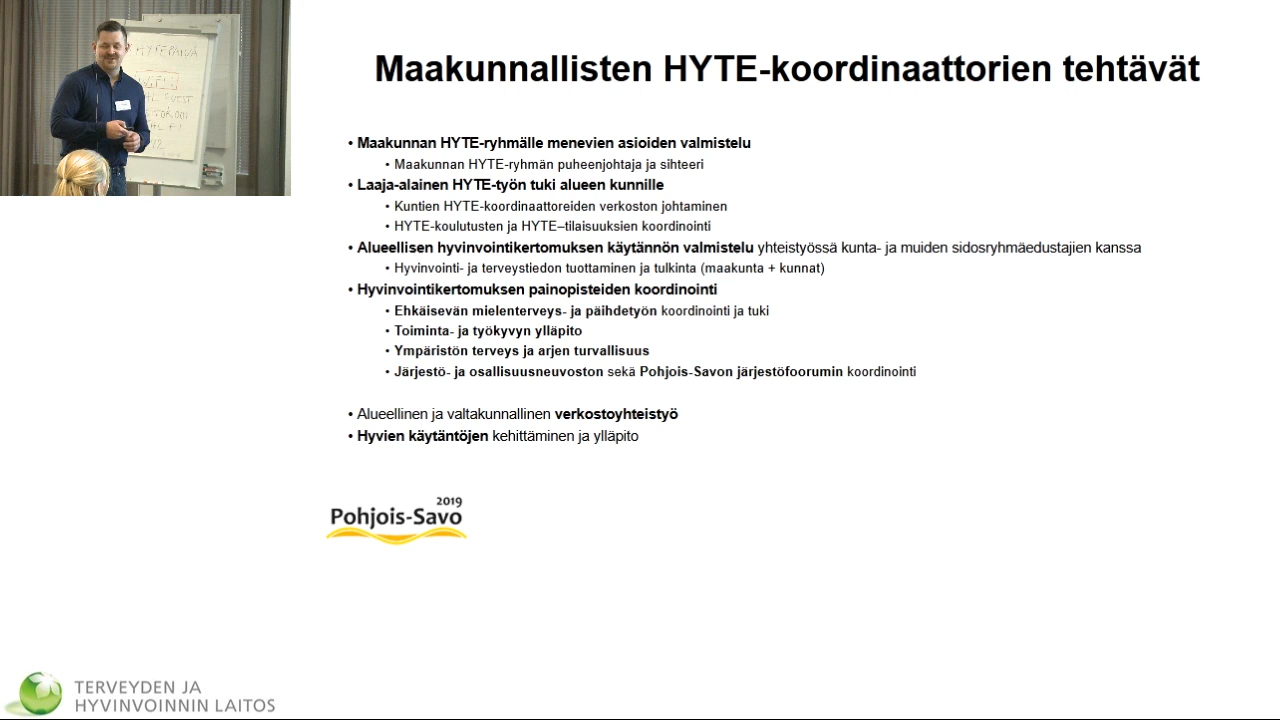 HYTEPÄIVÄ
Maakunnallisten HYTE-koordinaattorien tehtävät
• Maakunnan HYTE-ryhmälle menevien asioiden valmistelu
• Maakunnan HYTE-ryhmän puheenjohtaja ja sihteeri
• Laaja-alainen HYTE-työn tuki alueen kunnille
• Kuntien HYTE-koordinaattoreiden verkoston johtaminen
• HYTE-koulutusten ja HYTE–tilaisuuksien koordinointi
• Alueellisen hyvinvointikertomuksen käytännön valmistelu yhteistyössä kunta- ja muiden sidosryhmäedustajien kanssa
• Hyvinvointi- ja terveystiedon tuottaminen ja tulkinta (maakunta + kunnat)
• Hyvinvointikertomuksen painopisteiden koordinointi
• Ehkäisevän mielenterveys- ja päihdetyön koordinointi ja tuki
• Toiminta- ja työkyvyn ylläpito
• Ympäristön terveys ja arjen turvallisuus
• Järjestö- ja osallisuusneuvoston sekä Pohjois-Savon järjestöfoorumin koordinointi
• Alueellinen ja valtakunnallinen verkostoyhteistyö
• Hyvien käytäntöjen kehittäminen ja ylläpito
2019
Pohjois-Savo
TERVEYDEN JA
HYVINVOINNIN LAITOS